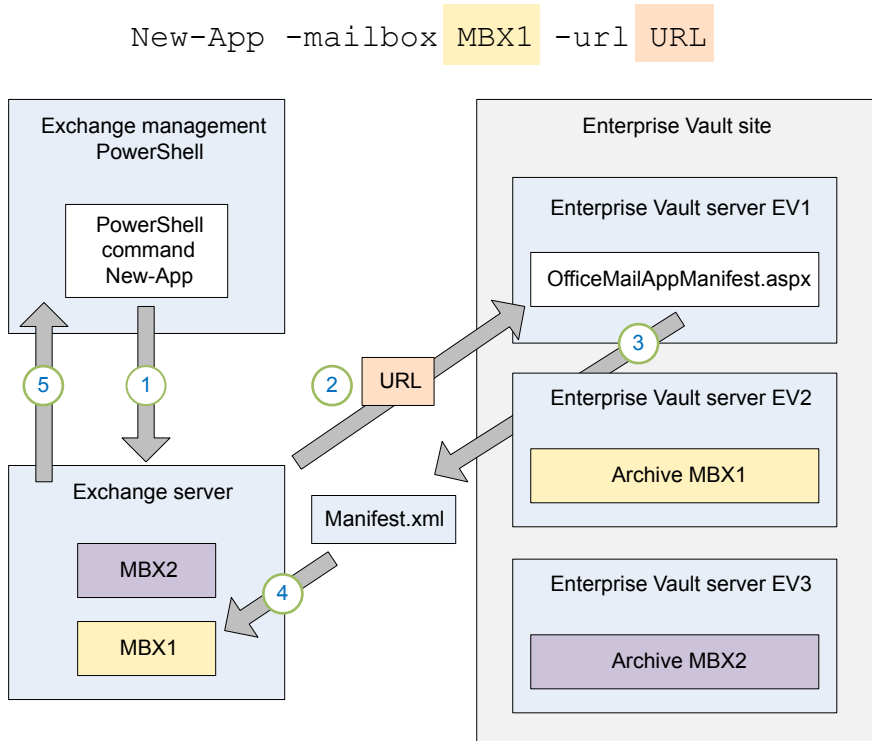 New-App -mailbox MBX1 -url URL
Exchange management
PowerShell
PowerShell
command
New-App
5
1
2
URL
3
Exchange server
MBX2
MBX1
4
Manifest.xml
Enterprise Vault site
Enterprise Vault server EV1
OfficeMailAppManifest.aspx
Enterprise Vault server EV2
Archive MBX1
Enterprise Vault server EV3
Archive MBX2